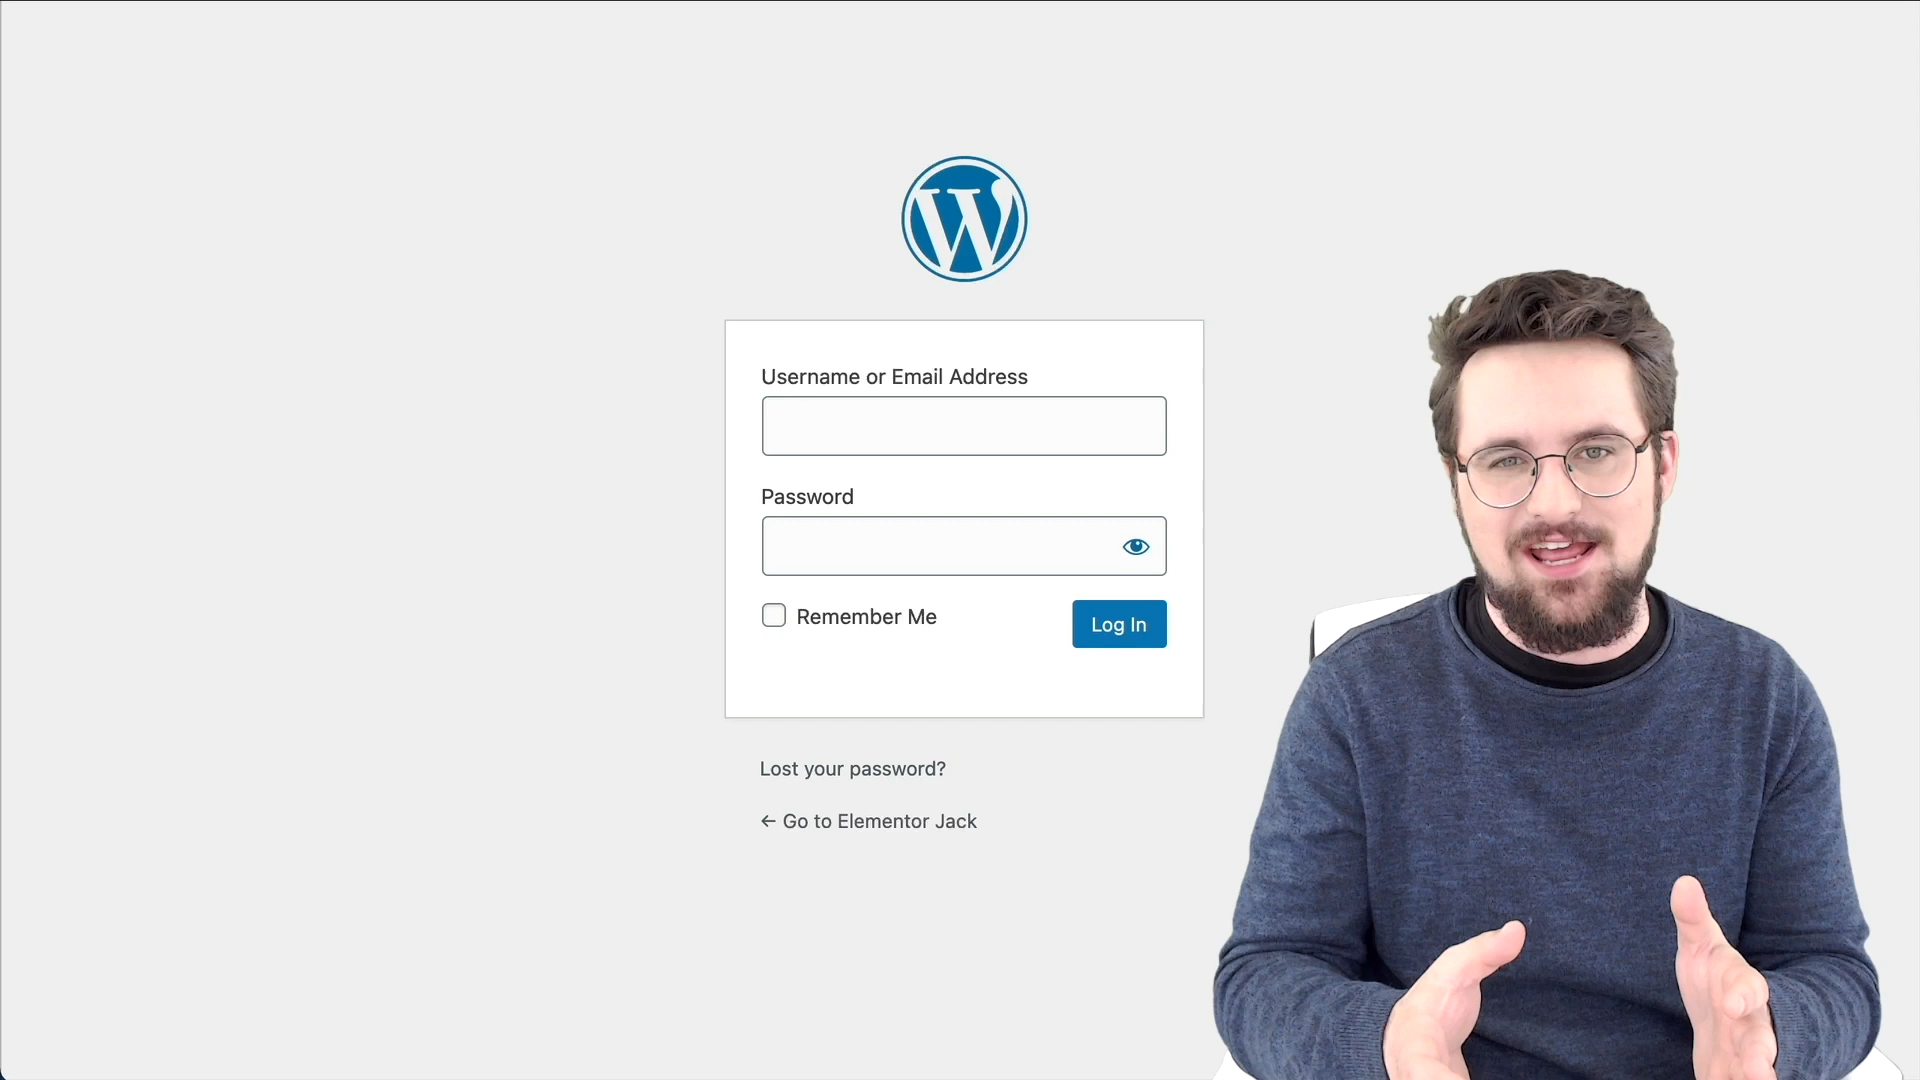 Username or Email Address
Password
Remember Me
Log In
Lost your password?
← Go to Elementor Jack